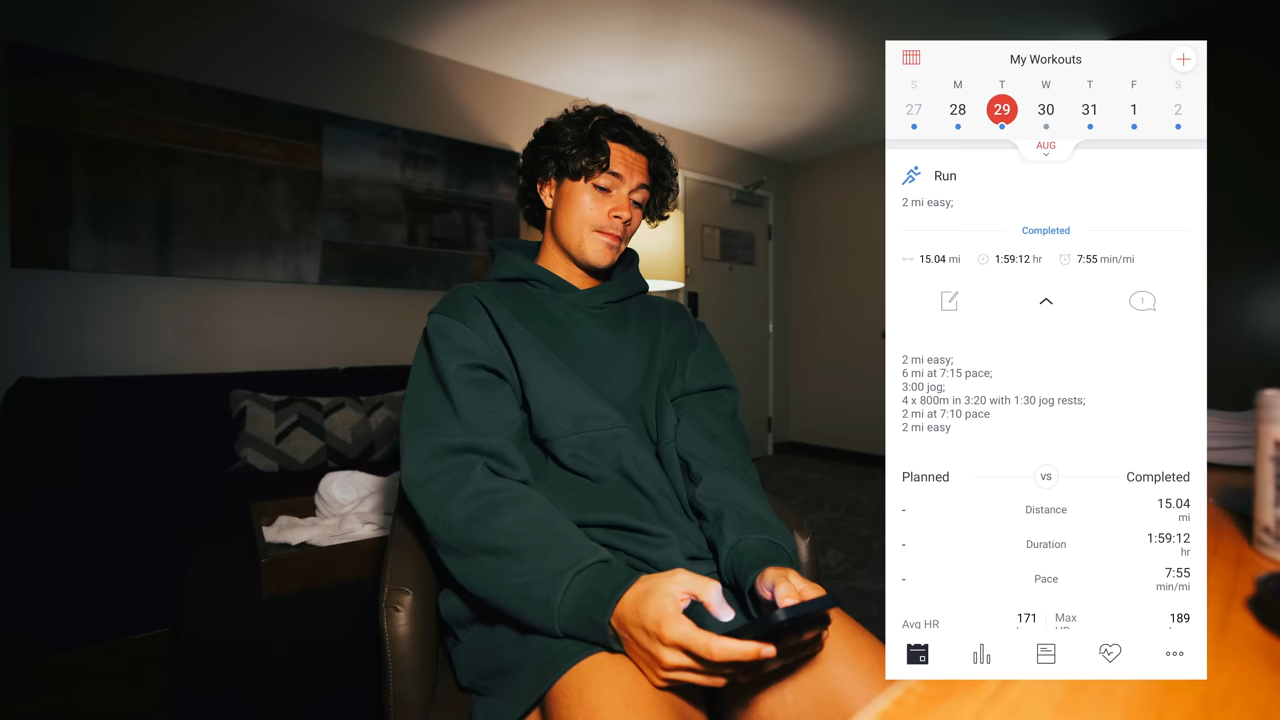 My Workouts
S M T W T F S
27 28 29 30 31 1 2
AUG
Run
2 mi easy;
Completed
15.04 mi 1:59:12 hr 7:55 min/mi
1
2 mi easy;
6 mi at 7:15 pace;
3:00 jog;
4 x 800m in 3:20 with 1:30 jog rests;
2 mi at 7:10 pace
2 mi easy
Planned VS Completed
- Distance 15.04
mi
- Duration 1:59:12
hr
- Pace 7:55
min/mi
Avg HR 171 Max 189